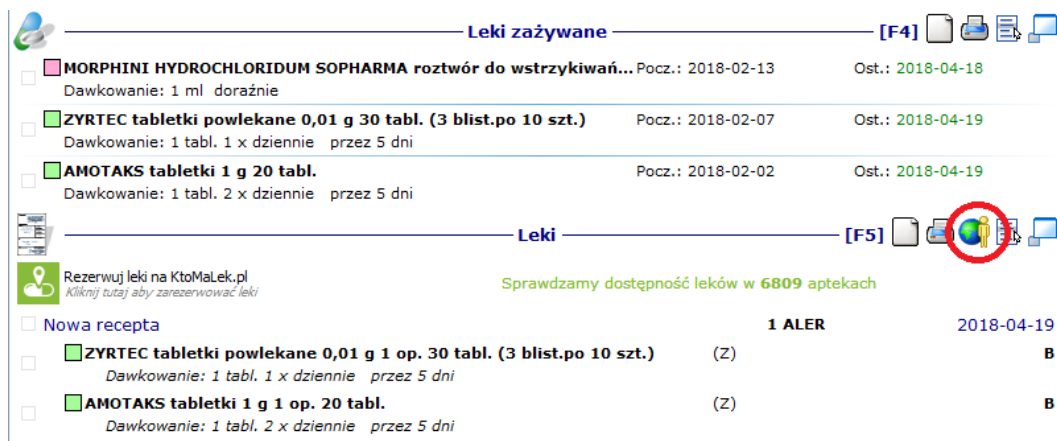 Leki zażywane [F4]
MORPHINI HYDROCHLORIDUM SOPHARMA roztwór do wstrzykiwań... Pocz.: 2018-02-13 Ost.: 2018-04-18
Dawkowanie: 1 ml doraźnie
ZYRTEC tabletki powlekane 0,01 g 30 tabl. (3 blist.po 10 szt.) Pocz.: 2018-02-07 Ost.: 2018-04-19
Dawkowanie: 1 tabl. 1 x dziennie przez 5 dni
AMOTAKS tabletki 1 g 20 tabl. Pocz.: 2018-02-02 Ost.: 2018-04-19
Dawkowanie: 1 tabl. 2 x dziennie przez 5 dni
Leki [F5]
Rezerwuj leki na KtoMaLek.pl
Kliknij tutaj aby zarezerwować leki
Sprawdzamy dostępność leków w 6809 aptekach
Nowa recepta 1 ALER 2018-04-19
ZYRTEC tabletki powlekane 0,01 g 1 op. 30 tabl. (3 blist.po 10 szt.) (Z) B
Dawkowanie: 1 tabl. 1 x dziennie przez 5 dni
AMOTAKS tabletki 1 g 1 op. 20 tabl. (Z) B
Dawkowanie: 1 tabl. 2 x dziennie przez 5 dni